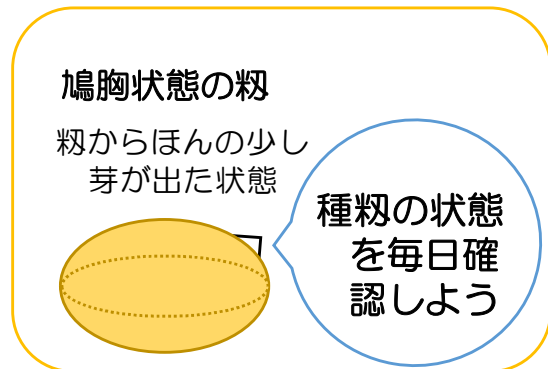 鳩胸状態の籾
籾からほんの少し
芽が出た状態
種籾の状態
を毎日確
認しよう